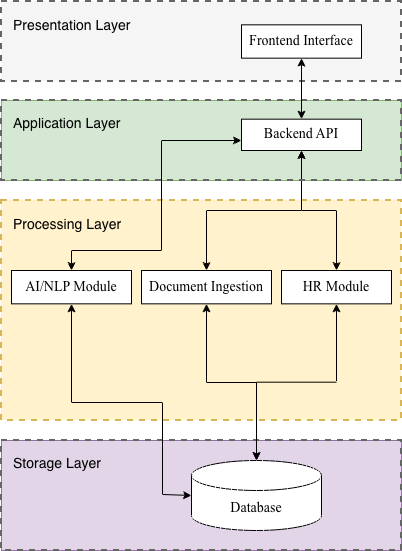 Presentation Layer
Frontend Interface
Application Layer
Backend API
Processing Layer
AI/NLP Module
Document Ingestion
HR Module
Storage Layer
Database